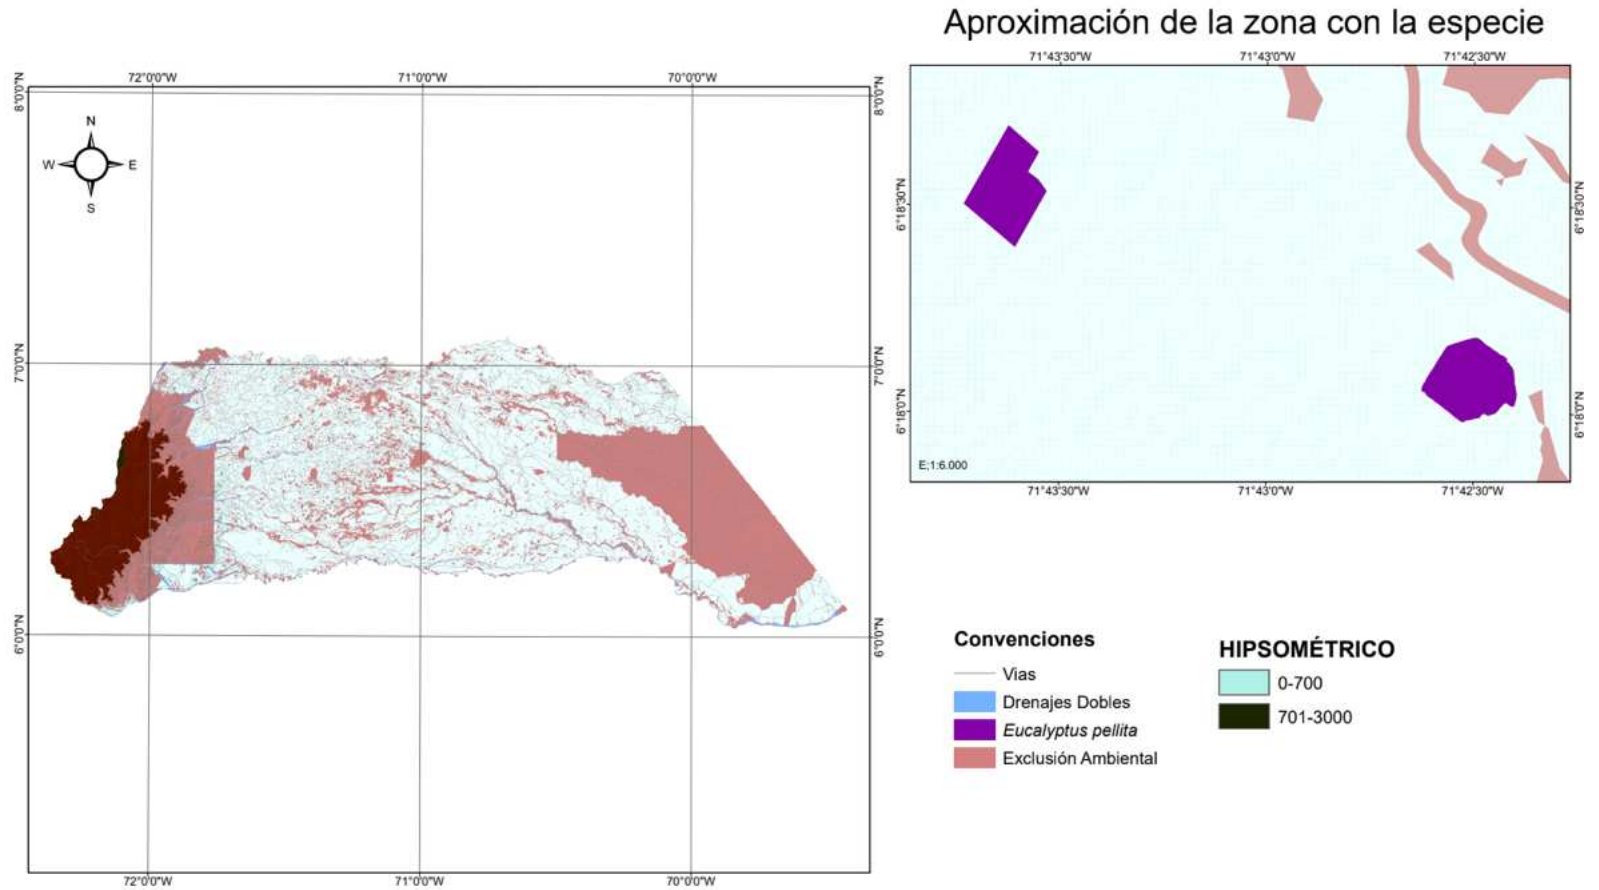 Aproximación de la zona con la especie
72°0'0"W
71°0'0"W
70°0'0"W
8°0'0"N
8°0'0"N
N
W
E
S
7°0'0"N
7°0'0"N
6°0'0"N
6°0'0"N
72°0'0"W
71°0'0"W
70°0'0"W
71°43'30"W
71°43'0"W
71°42'30"W
6°18'30"N
6°18'30"N
6°18'0"N
6°18'0"N
E;1:6.000
71°43'30"W
71°43'0"W
71°42'30"W
Convenciones
Vias
Drenajes Dobles
Eucalyptus pellita
Exclusión Ambiental
HIPSOMÉTRICO
0-700
701-3000